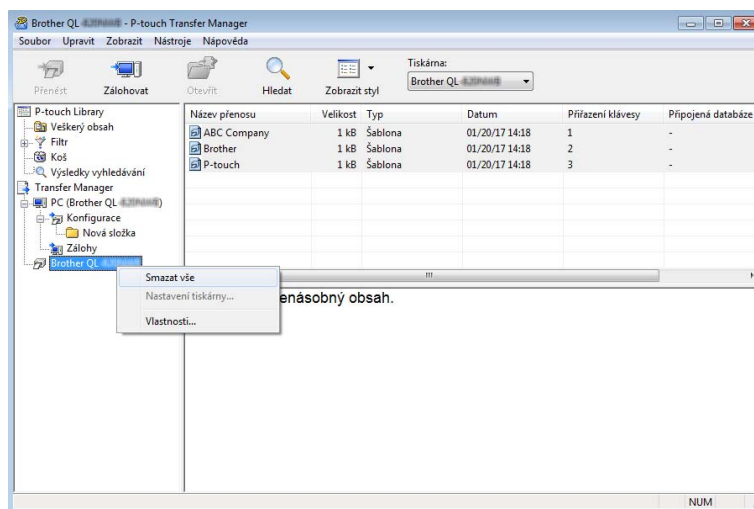 Brother QL - P-touch Transfer Manager
Soubor Upravit Zobrazit Nástroje Nápověda
Přenést Zálohovat Otevřít Hledat Zobrazit styl
Tiskárna:
Brother QL
P-touch Library
Veškerý obsah
Filtr
Koš
Výsledky vyhledávání
Transfer Manager
PC (Brother QL )
Konfigurace
Nová složka
Zálohy
Brother QL
Název přenosu Velikost Typ Datum Přiřazení klávesy Připojená databáze
ABC Company 1 kB Šablona 01/20/17 14:18 1 -
Brother 1 kB Šablona 01/20/17 14:18 2 -
P-touch 1 kB Šablona 01/20/17 14:18 3 -
Smazat vše
Nastavení tiskárny...
Vlastnosti...
enásobný obsah.
NUM